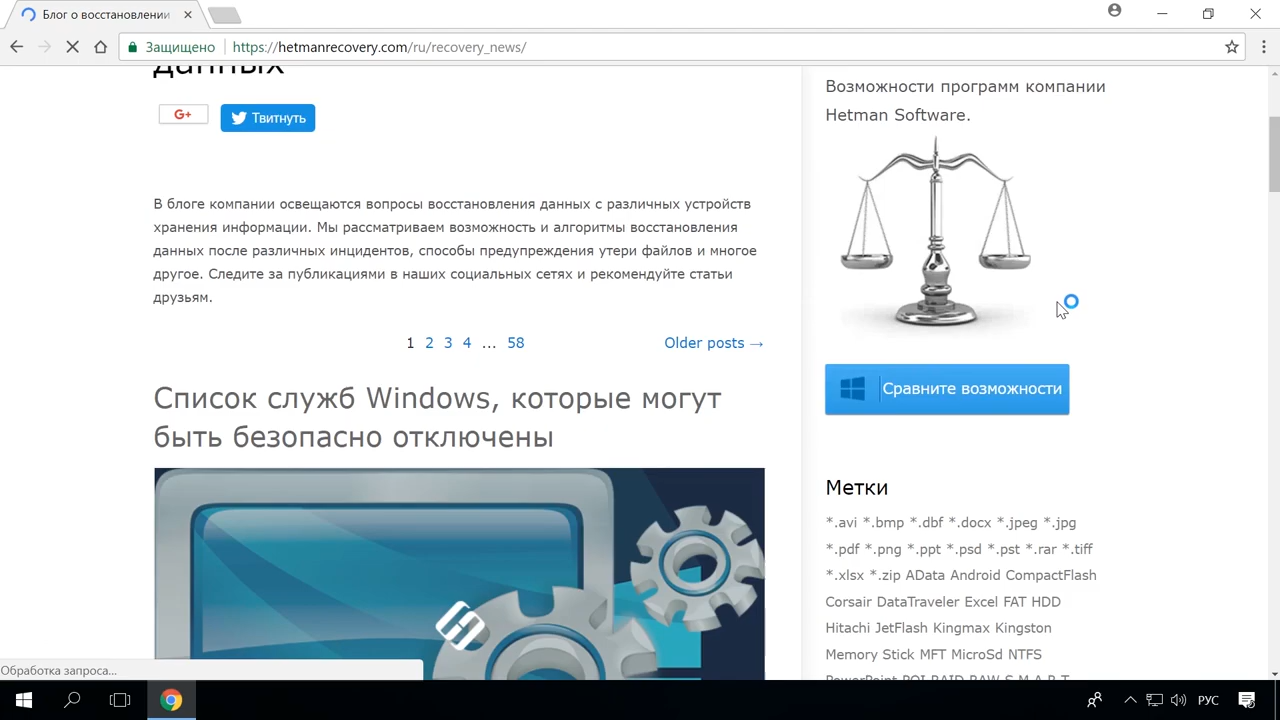 Блог о восстановлении
Защищено
https://hetmanrecovery.com/ru/recovery_news/
данных
G+
Твитнуть
В блоге компании освещаются вопросы восстановления данных с различных устройств
хранения информации. Мы рассматриваем возможность и алгоритмы восстановления
данных после различных инцидентов, способы предупреждения утери файлов и многое
другое. Следите за публикациями в наших социальных сетях и рекомендуйте статьи
друзьям.
1 2 3 4 ... 58
Older posts →
Список служб Windows, которые могут
быть безопасно отключены
Возможности программ компании
Hetman Software.
Сравните возможности
Метки
*.avi *.bmp *.dbf *.docx *.jpeg *.jpg
*.pdf *.png *.ppt *.psd *.pst *.rar *.tiff
*.xlsx *.zip AData Android CompactFlash
Corsair DataTraveler Excel FAT HDD
Hitachi JetFlash Kingmax Kingston
Memory Stick MFT MicroSd NTFS
PowerPoint PQI RAID RAW S.M.A.R.T.
Обработка запроса...
РУС